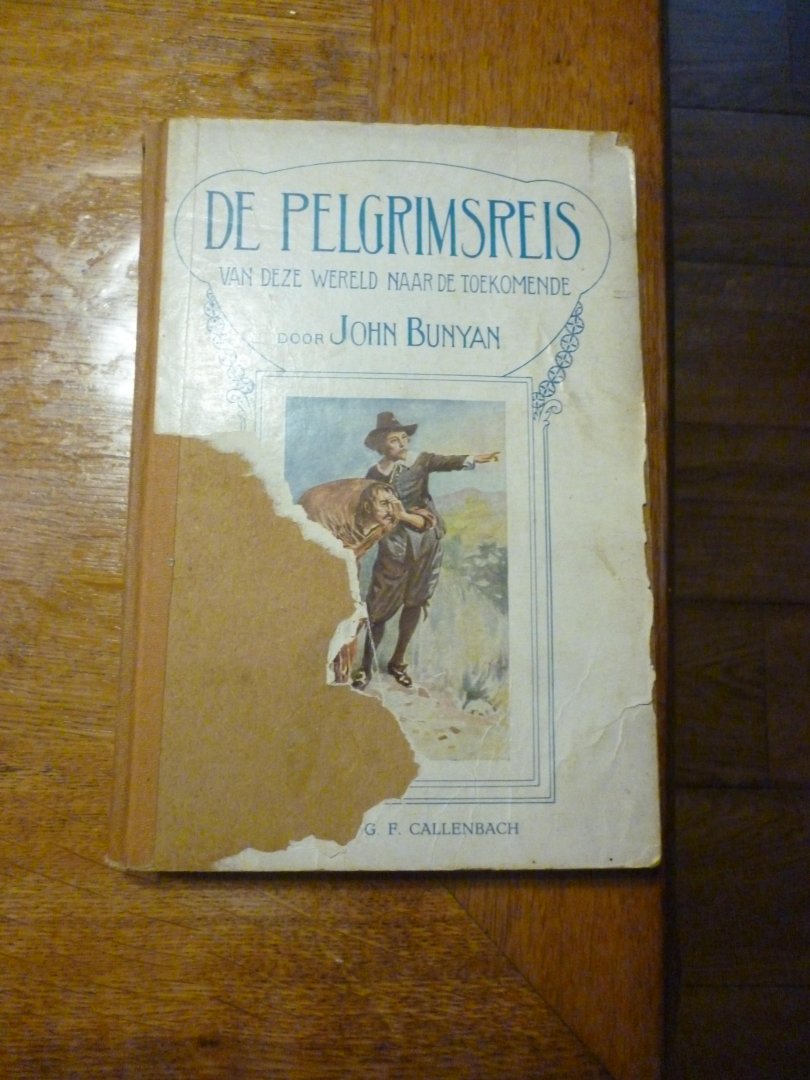 DE PELGRIMSREIS
VAN DEZE WERELD NAAR DE TOEKOMENDE
DOOR JOHN BUNYAN
G. F. CALLENBACH